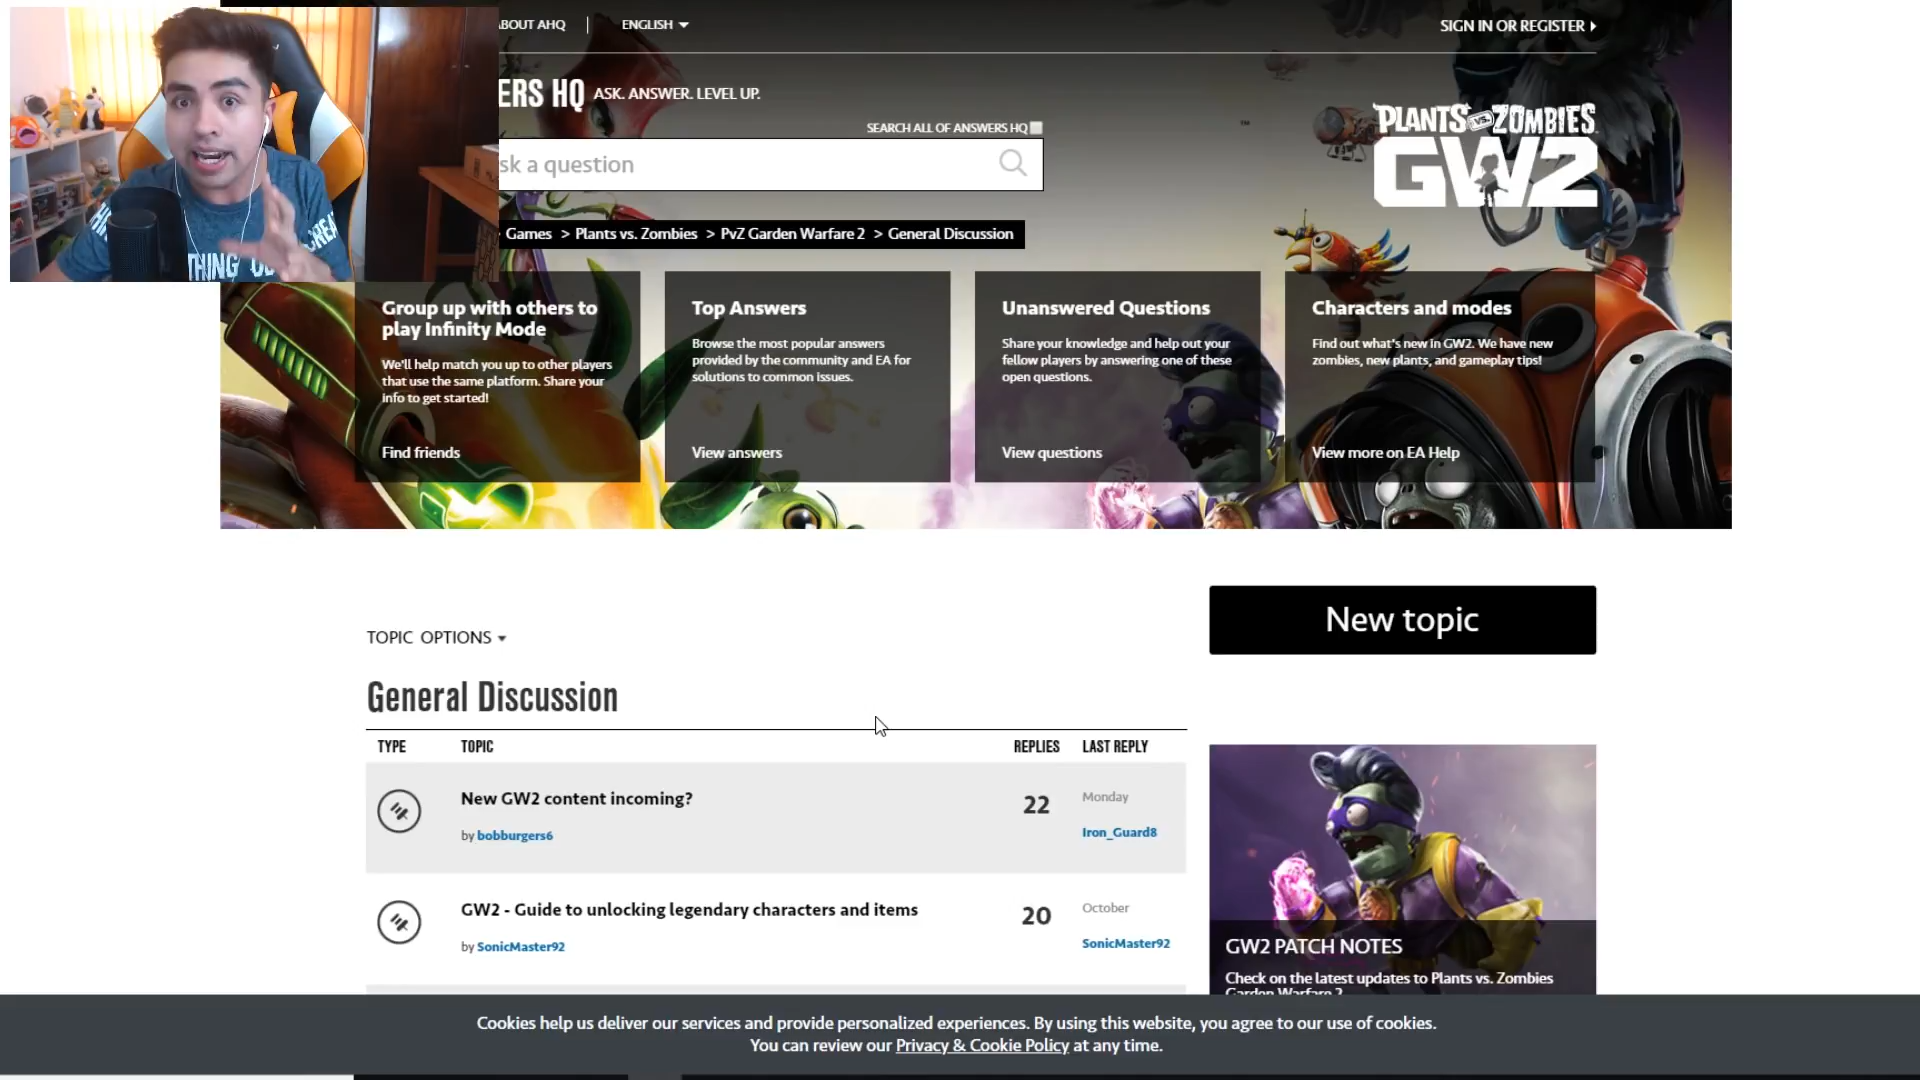 ABOUT AHQ
ENGLISH
SIGN IN OR REGISTER
ERS HQ ASK. ANSWER. LEVEL UP.
SEARCH ALL OF ANSWERS HQ
sk a question
PLANTS VS. ZOMBIES
GW2
Games > Plants vs. Zombies > PvZ Garden Warfare 2 > General Discussion
THING
CREAT
Group up with others to
play Infinity Mode
We'll help match you up to other players
that use the same platform. Share your
info to get started!
Find friends
Top Answers
Browse the most popular answers
provided by the community and EA for
solutions to common issues.
View answers
Unanswered Questions
Share your knowledge and help out your
fellow players by answering one of these
open questions.
View questions
Characters and modes
Find out what's new in GW2. We have new
zombies, new plants, and gameplay tips!
View more on EA Help
New topic
TOPIC OPTIONS
General Discussion
TYPE TOPIC REPLIES LAST REPLY
New GW2 content incoming? 22 Monday
by bobburgers6 Iron_Guard8
GW2 - Guide to unlocking legendary characters and items 20 October
by SonicMaster92 SonicMaster92
GW2 PATCH NOTES
Check on the latest updates to Plants vs. Zombies
Garden Warfare 2
Cookies help us deliver our services and provide personalized experiences. By using this website, you agree to our use of cookies.
You can review our Privacy & Cookie Policy at any time.